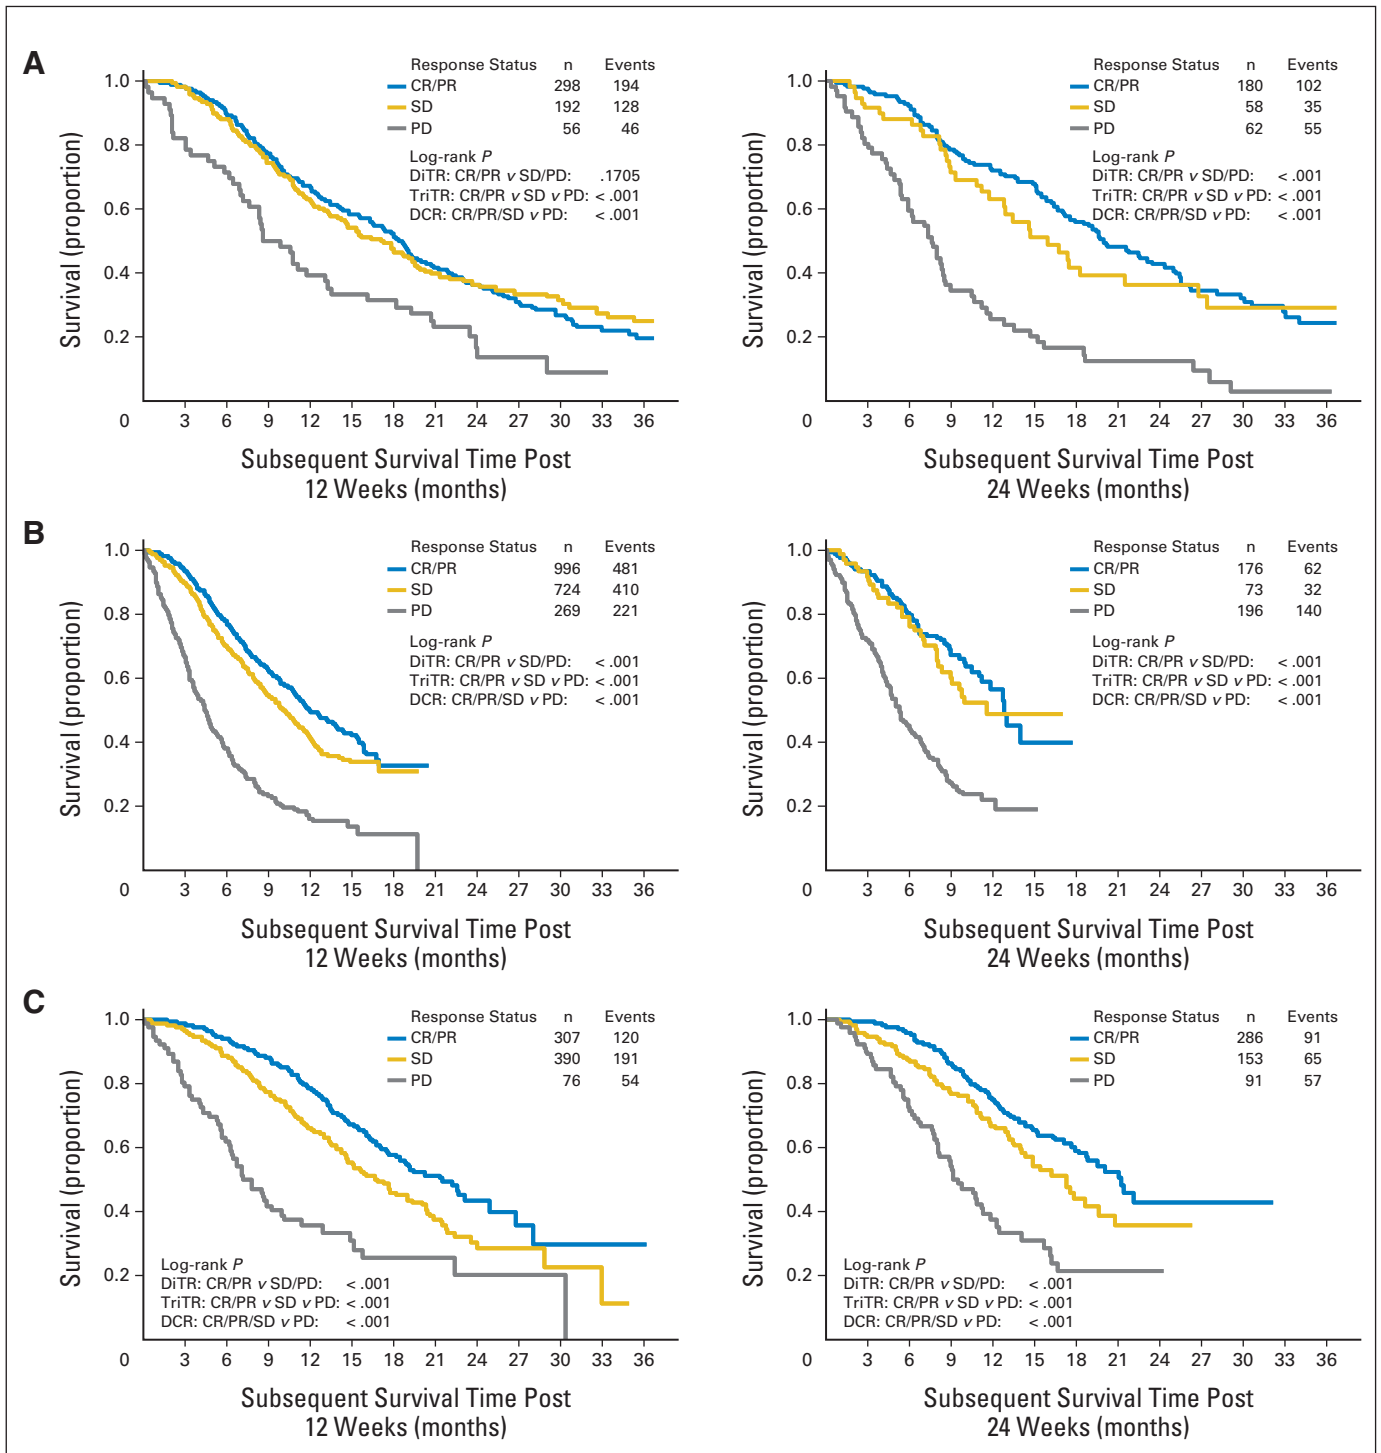 A
Response Status n Events
CR/PR 298 194
SD 192 128
PD 56 46
Log-rank P
DiTR: CR/PR v SD/PD: .1705
TriTR: CR/PR v SD v PD: < .001
DCR: CR/PR/SD v PD: < .001
Survival (proportion)
1.0
0.8
0.6
0.4
0.2
0 3 6 9 12 15 18 21 24 27 30 33 36
Subsequent Survival Time Post
12 Weeks (months)
Response Status n Events
CR/PR 180 102
SD 58 35
PD 62 55
Log-rank P
DiTR: CR/PR v SD/PD: < .001
TriTR: CR/PR v SD v PD: < .001
DCR: CR/PR/SD v PD: < .001
Survival (proportion)
1.0
0.8
0.6
0.4
0.2
0 3 6 9 12 15 18 21 24 27 30 33 36
Subsequent Survival Time Post
24 Weeks (months)
B
Response Status n Events
CR/PR 996 481
SD 724 410
PD 269 221
Log-rank P
DiTR: CR/PR v SD/PD: < .001
TriTR: CR/PR v SD v PD: < .001
DCR: CR/PR/SD v PD: < .001
Survival (proportion)
1.0
0.8
0.6
0.4
0.2
0 3 6 9 12 15 18 21 24 27 30 33 36
Subsequent Survival Time Post
12 Weeks (months)
Response Status n Events
CR/PR 176 62
SD 73 32
PD 196 140
Log-rank P
DiTR: CR/PR v SD/PD: < .001
TriTR: CR/PR v SD v PD: < .001
DCR: CR/PR/SD v PD: < .001
Survival (proportion)
1.0
0.8
0.6
0.4
0.2
0 3 6 9 12 15 18 21 24 27 30 33 36
Subsequent Survival Time Post
24 Weeks (months)
C
Response Status n Events
CR/PR 307 120
SD 390 191
PD 76 54
Survival (proportion)
1.0
0.8
0.6
0.4
0.2
Log-rank P
DiTR: CR/PR v SD/PD: < .001
TriTR: CR/PR v SD v PD: < .001
DCR: CR/PR/SD v PD: < .001
0 3 6 9 12 15 18 21 24 27 30 33 36
Subsequent Survival Time Post
12 Weeks (months)
Response Status n Events
CR/PR 286 91
SD 153 65
PD 91 57
Survival (proportion)
1.0
0.8
0.6
0.4
0.2
Log-rank P
DiTR: CR/PR v SD/PD: < .001
TriTR: CR/PR v SD v PD: < .001
DCR: CR/PR/SD v PD: < .001
0 3 6 9 12 15 18 21 24 27 30 33 36
Subsequent Survival Time Post
24 Weeks (months)